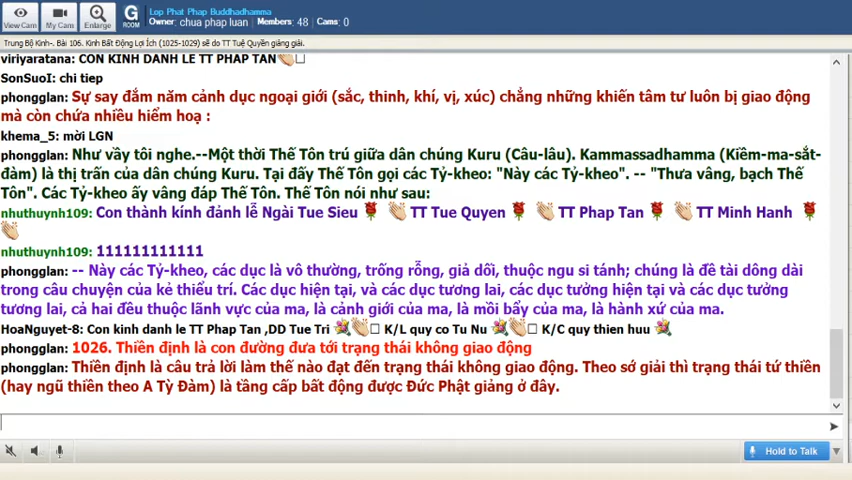 Lop Phat Phap Buddhadhamma
Owner: chua phap luan Members: 48 Cams: 0
View Cam
My Cam
Enlarge
G
ROOM
Trung Bộ Kinh-. Bài 106. Kinh Bất Động Lợi Ích (1025-1029) sẽ do TT Tuệ Quyền giảng giải.
viriyaratana: CON KINH DANH LE TT PHAP TAN
SonSuoI: chi tiep
phongglan: Sự say đắm năm cảnh dục ngoại giới (sắc, thinh, khí, vị, xúc) chẳng những khiến tâm tư luôn bị giao động
mà còn chứa nhiều hiểm hoạ :
khema_5: mời LGN
phongglan: Như vầy tôi nghe.--Một thời Thế Tôn trú giữa dân chúng Kuru (Câu-lâu). Kammassadhamma (Kiềm-ma-sắt-
đàm) là thị trấn của dân chúng Kuru. Tại đấy Thế Tôn gọi các Tỷ-kheo: "Này các Tỷ-kheo". -- "Thưa vâng, bạch Thế
Tôn". Các Tỷ-kheo ấy vâng đáp Thế Tôn. Thế Tôn nói như sau:
nhuthuynh109: Con thành kính đảnh lễ Ngài Tue Sieu TT Tue Quyen TT Phap Tan TT Minh Hanh
nhuthuynh109: 111111111111
phongglan: -- Này các Tỷ-kheo, các dục là vô thường, trống rỗng, giả dối, thuộc ngu si tánh; chúng là đề tài dông dài
trong câu chuyện của kẻ thiểu trí. Các dục hiện tại, và các dục tương lai, các dục tưởng hiện tại và các dục tưởng
tương lai, cả hai đều thuộc lãnh vực của ma, là cảnh giới của ma, là mồi bẩy của ma, là hành xứ của ma.
HoaNguyet-8: Con kinh danh le TT Phap Tan ,DD Tue Tri K/L quy co Tu Nu K/C quy thien huu
phongglan: 1026. Thiền định là con đường đưa tới trạng thái không giao động
phongglan: Thiền định là câu trả lời làm thế nào đạt đến trạng thái không giao động. Theo sớ giải thì trạng thái tứ thiền
(hay ngũ thiền theo A Tỳ Đàm) là tầng cấp bất động được Đức Phật giảng ở đây.
Hold to Talk